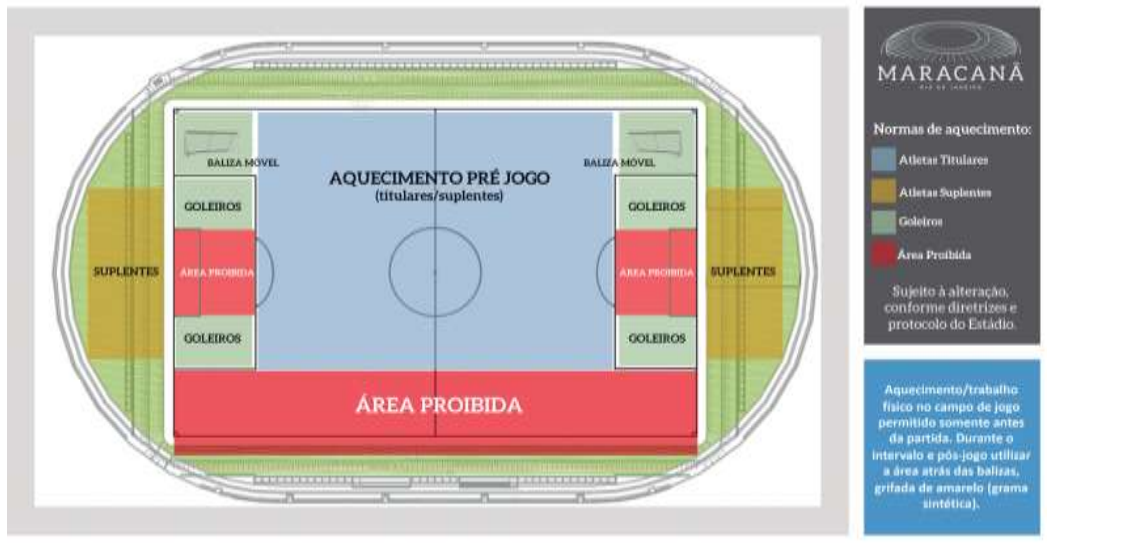 BALIZA MÓVEL
BALIZA MÓVEL
AQUECIMENTO PRÉ JOGO
(titulares/suplentes)
GOLEIROS
GOLEIROS
SUPLENTES
ÁREA PROIBIDA
ÁREA PROIBIDA
SUPLENTES
GOLEIROS
GOLEIROS
ÁREA PROIBIDA
MARACANÃ
RIO DE JANEIRO
Normas de aquecimento:
Atletas Titulares
Atletas Suplentes
Goleiros
Área Proibida
Sujeito à alteração,
conforme diretrizes e
protocolo do Estádio.
Aquecimento/trabalho
físico no campo de jogo
permitido somente antes
da partida. Durante o
intervalo e pós-jogo utilizar
a área atrás das balizas,
grifada de amarelo (grama
sintética).